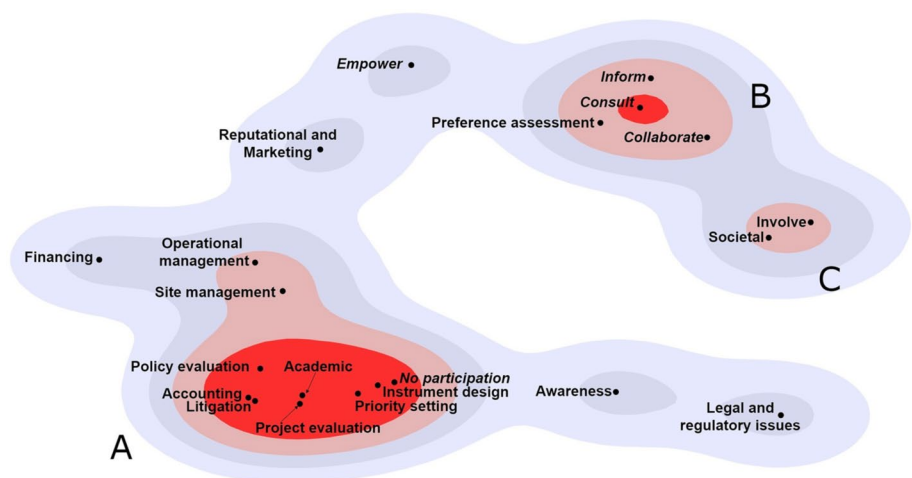 Empower
Inform
B
Consult
Preference assessment
Collaborate
Reputational and
Marketing
Involve
Societal
C
Financing
Operational
management
Site management
Policy evaluation
Academic
No participation
Instrument design
Accounting
Priority setting
Litigation
Project evaluation
Awareness
Legal and
regulatory issues
A